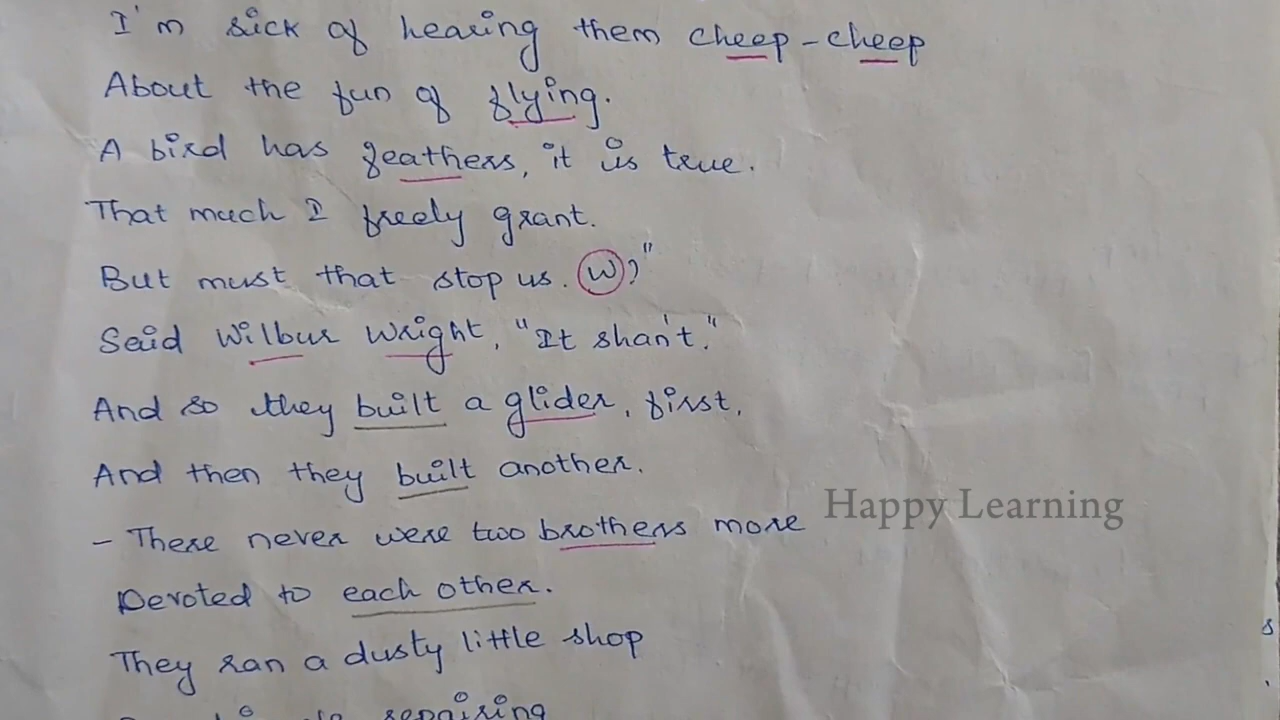 I'm sick of hearing them cheep-cheep
About the fun of flying.
A bird has feathers, it is true.
That much I freely grant.
But must that stop us. W?"
Said Wilbur Wright, "It shan't."
And so they built a glider, first,
And then they built another.
Happy Learning
- There never were two brothers more
Devoted to each other.
They ran a dusty little shop
repairing